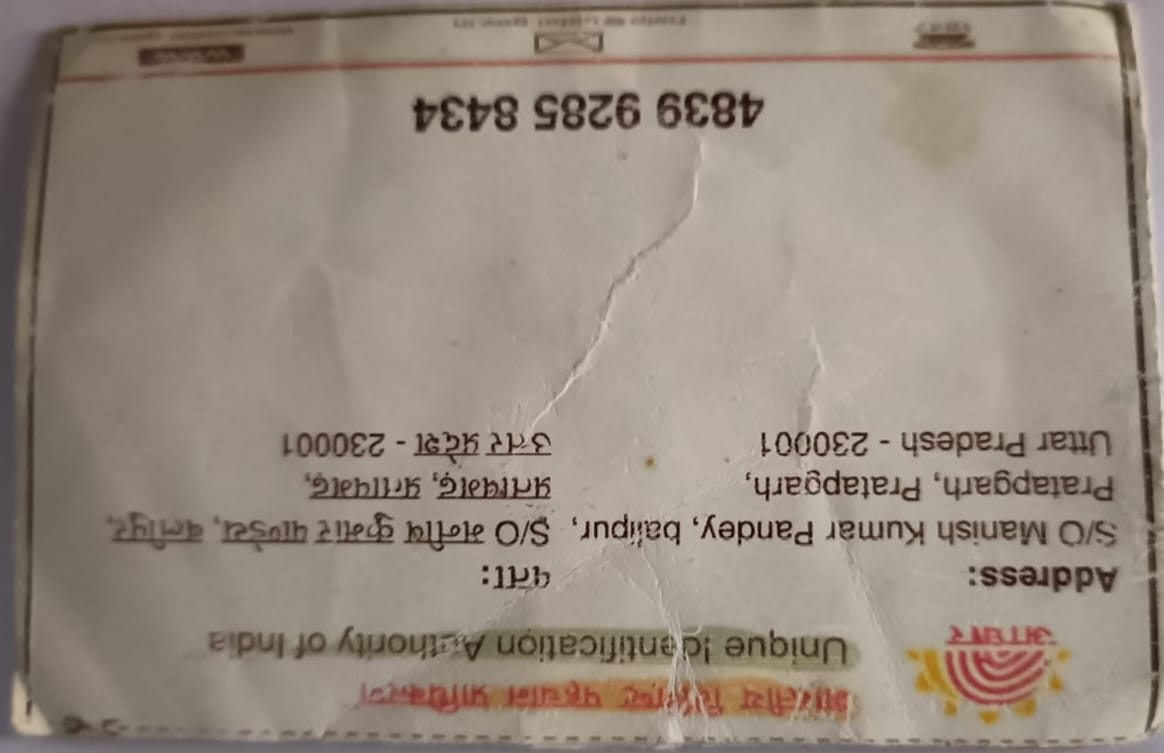 भारतीय विशिष्ट पहचान प्राधिकरण
Unique Identification Authority of India
आधार
Address:
S/O Manish Kumar Pandey, balipur,
Pratapgarh, Pratapgarh,
Uttar Pradesh - 230001
पता:
S/O मनीष कुमार पाण्डेय, बलीपुर,
प्रतापगढ़, प्रतापगढ़,
उत्तर प्रदेश - 230001
4839 9285 8434
1947